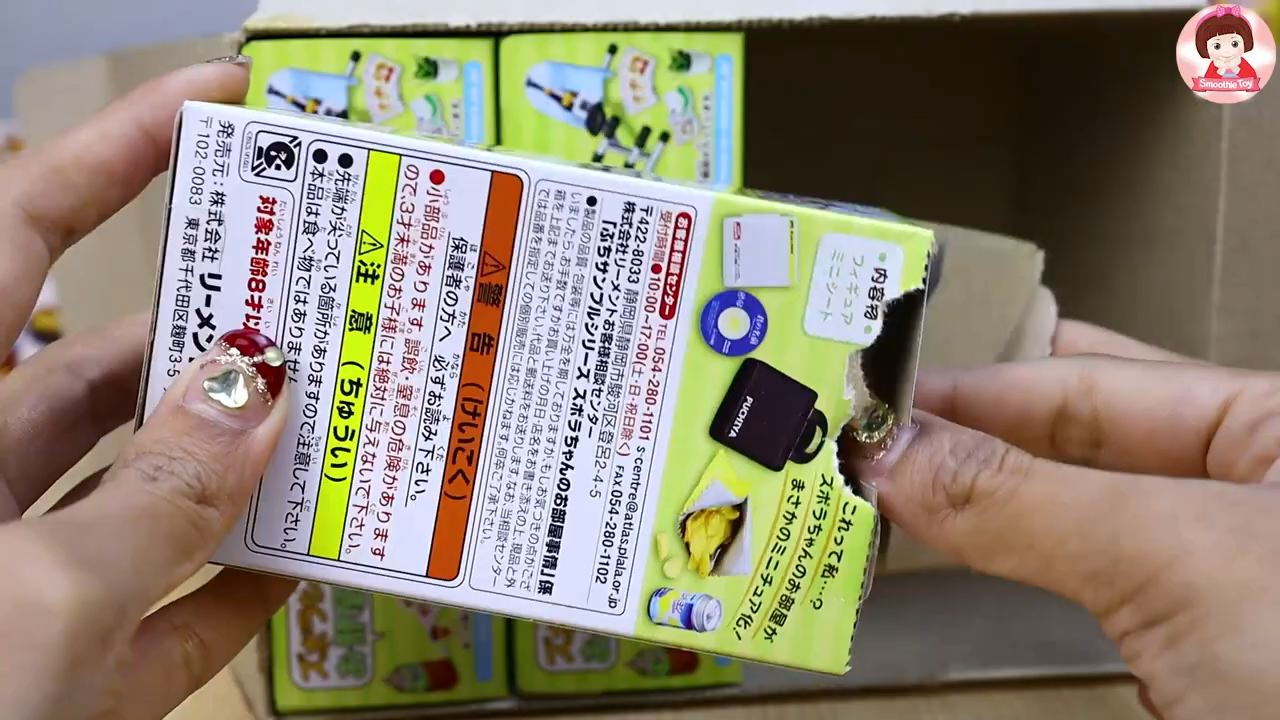 Smoothie Toy
内容物
フィギュア
ミニシート
PUCHIYA
これって私…?
ズボラちゃんのお部屋が
まさかのミニチュア化!
お客様相談センター TEL.054-280-1101 s-centre@atlas.plala.or.jp
受付時間●10:00~17:00(土・日・祝日除く) FAX.054-280-1102
〒422-8033 静岡県静岡市駿河区登呂2-4-5
株式会社リーメントお客様相談センター
「ぷちサンプルシリーズ ズボラちゃんのお部屋事情」係
警告(けいこく)
保護者の方へ 必ずお読み下さい。
●小部品があります。誤飲・窒息の危険があります
ので、3才未満のお子様には絶対に与えないで下さい。
注意(ちゅうい)
●先端が尖っている箇所がありますので注意して下さい。
●本品は食べ物ではありません
対象年齢8才以
発売元:株式会社 リーメン
〒102-0083 東京都千代田区麹町3-5